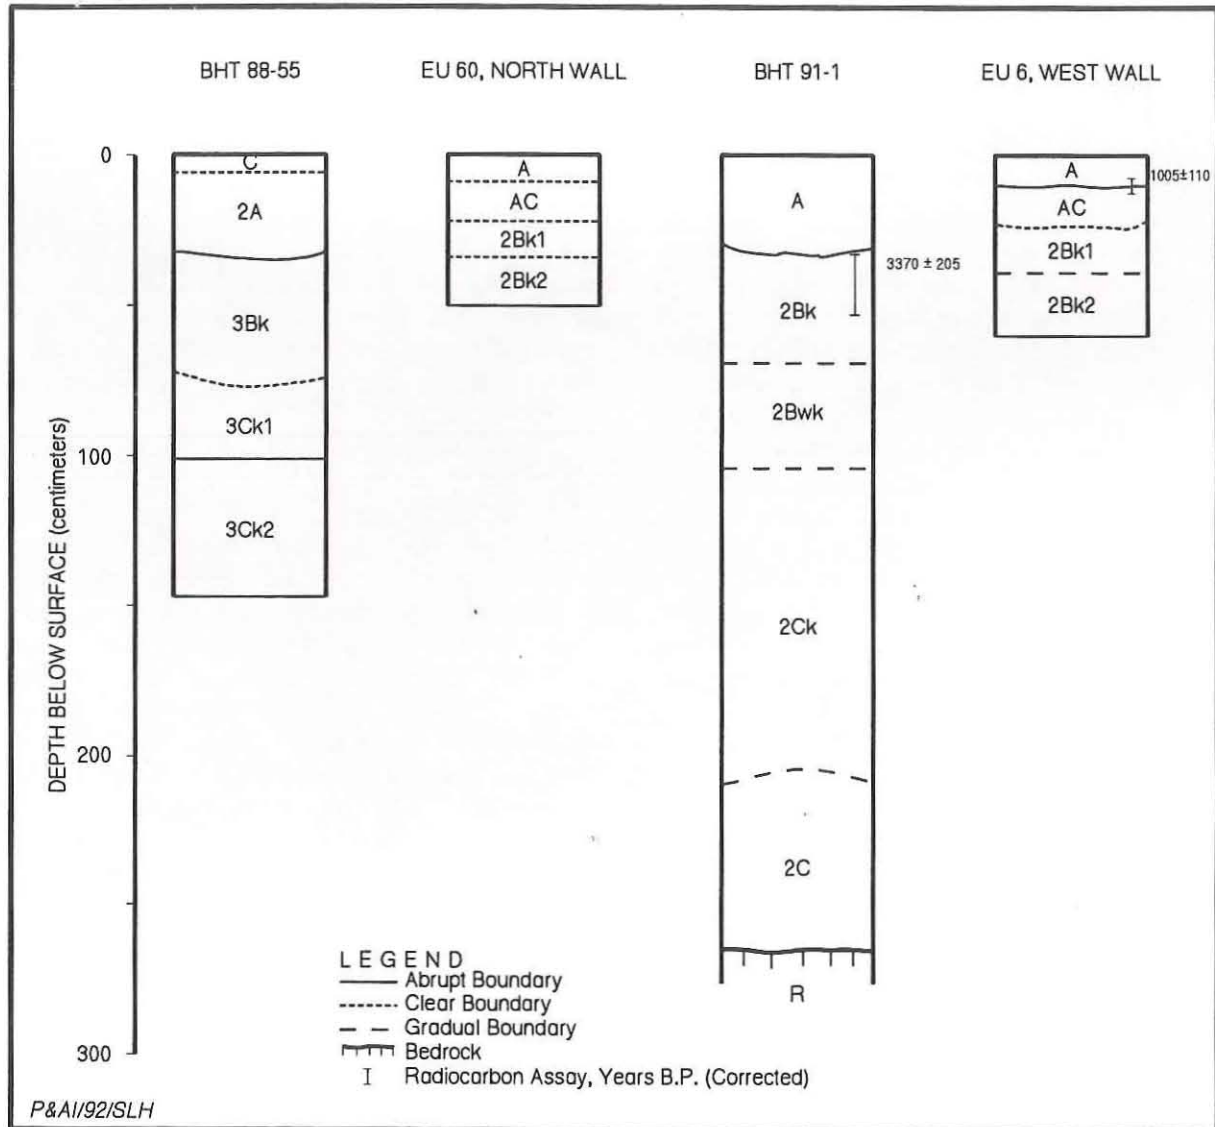 BHT 88-55
EU 60, NORTH WALL
BHT 91-1
EU 6, WEST WALL
DEPTH BELOW SURFACE (centimeters)
0
100
200
300
C
2A
3Bk
3Ck1
3Ck2
A
AC
2Bk1
2Bk2
A
3370 ± 205
2Bk
2Bwk
2Ck
2C
R
A
1005±110
AC
2Bk1
2Bk2
LEGEND
Abrupt Boundary
Clear Boundary
Gradual Boundary
Bedrock
Radiocarbon Assay, Years B.P. (Corrected)
P&AI/92/SLH